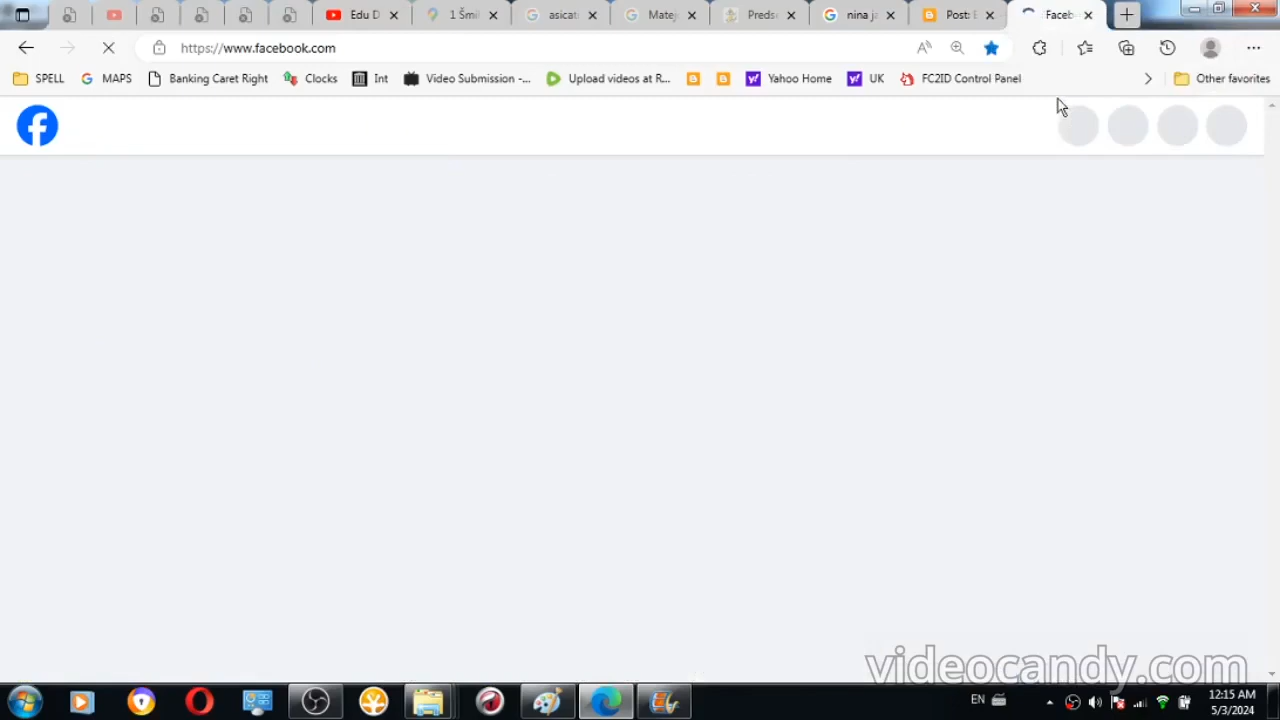 Edu D
1 Šmi
asicat
Mate
Preds
nina ja
Post: E
Faceb
https://www.facebook.com
SPELL
MAPS
Banking Caret Right
Clocks
Int
Video Submission -...
Upload videos at R...
Yahoo Home
UK
FC2ID Control Panel
Other favorites
videocandy.com
EN
12:15 AM
5/3/2024